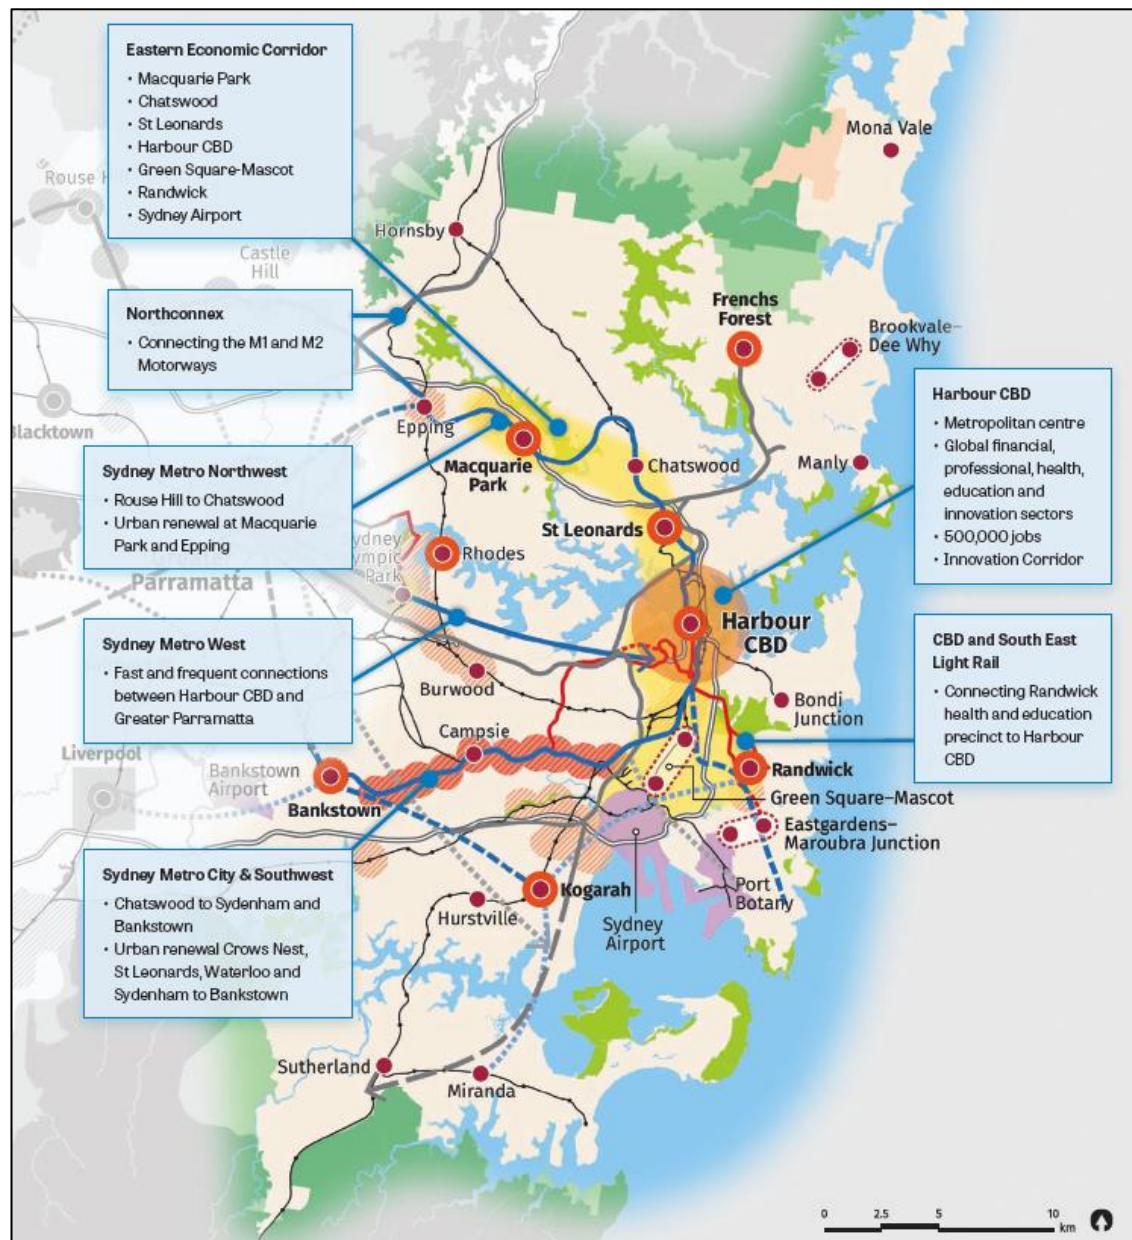 Eastern Economic Corridor
• Macquarie Park
• Chatswood
• St Leonards
• Harbour CBD
• Green Square-Mascot
• Randwick
• Sydney Airport
Mona Vale
Rouse
Hornsby
Castle
Hill
Northconnex
• Connecting the M1 and M2
Motorways
Frenchs
Forest
Brookvale–
Dee Why
Blacktown
Epping
Macquarie
Park
Chatswood
Manly
Harbour CBD
• Metropolitan centre
• Global financial,
professional, health,
education and
innovation sectors
• 500,000 jobs
• Innovation Corridor
Sydney Metro Northwest
• Rouse Hill to Chatswood
• Urban renewal at Macquarie
Park and Epping
St Leonards
Sydney
Olympic
Park
Rhodes
Parramatta
Harbour
CBD
Sydney Metro West
• Fast and frequent connections
between Harbour CBD and
Greater Parramatta
CBD and South East
Light Rail
• Connecting Randwick
health and education
precinct to Harbour
CBD
Burwood
Bondi
Junction
Campsie
Liverpool
Bankstown
Airport
Bankstown
Randwick
Green Square–Mascot
Eastgardens–
Maroubra Junction
Sydney Metro City & Southwest
• Chatswood to Sydenham and
Bankstown
• Urban renewal Crows Nest,
St Leonards, Waterloo and
Sydenham to Bankstown
Kogarah
Hurstville
Port
Botany
Sydney
Airport
Sutherland
Miranda
0 2.5 5 10
km